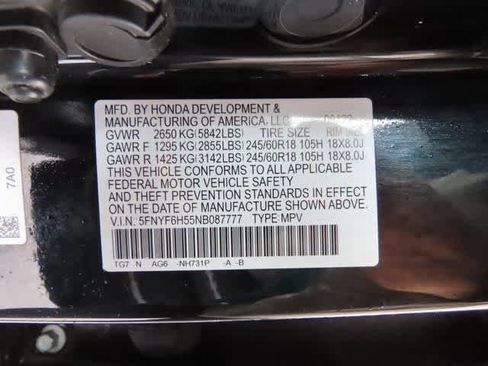 MFD. BY HONDA DEVELOPMENT &
MANUFACTURING OF AMERICA, LLC
GVWR 2650 KG (5842LBS) TIRE SIZE RIM SIZE
GAWR F 1295 KG (2855LBS) 245/60R18 105H 18X8.0J
GAWR R 1425 KG (3142LBS) 245/60R18 105H 18X8.0J
THIS VEHICLE CONFORMS TO ALL APPLICABLE
FEDERAL MOTOR VEHICLE SAFETY
AND THEFT PREVENTION STANDARDS IN EFFECT
ON THE DATE OF MANUFACTURE SHOWN ABOVE.
V.I.N.: 5FNYF6H55NB087777 TYPE: MPV
TG7 N AG6 -NH731P -A -B
7A0